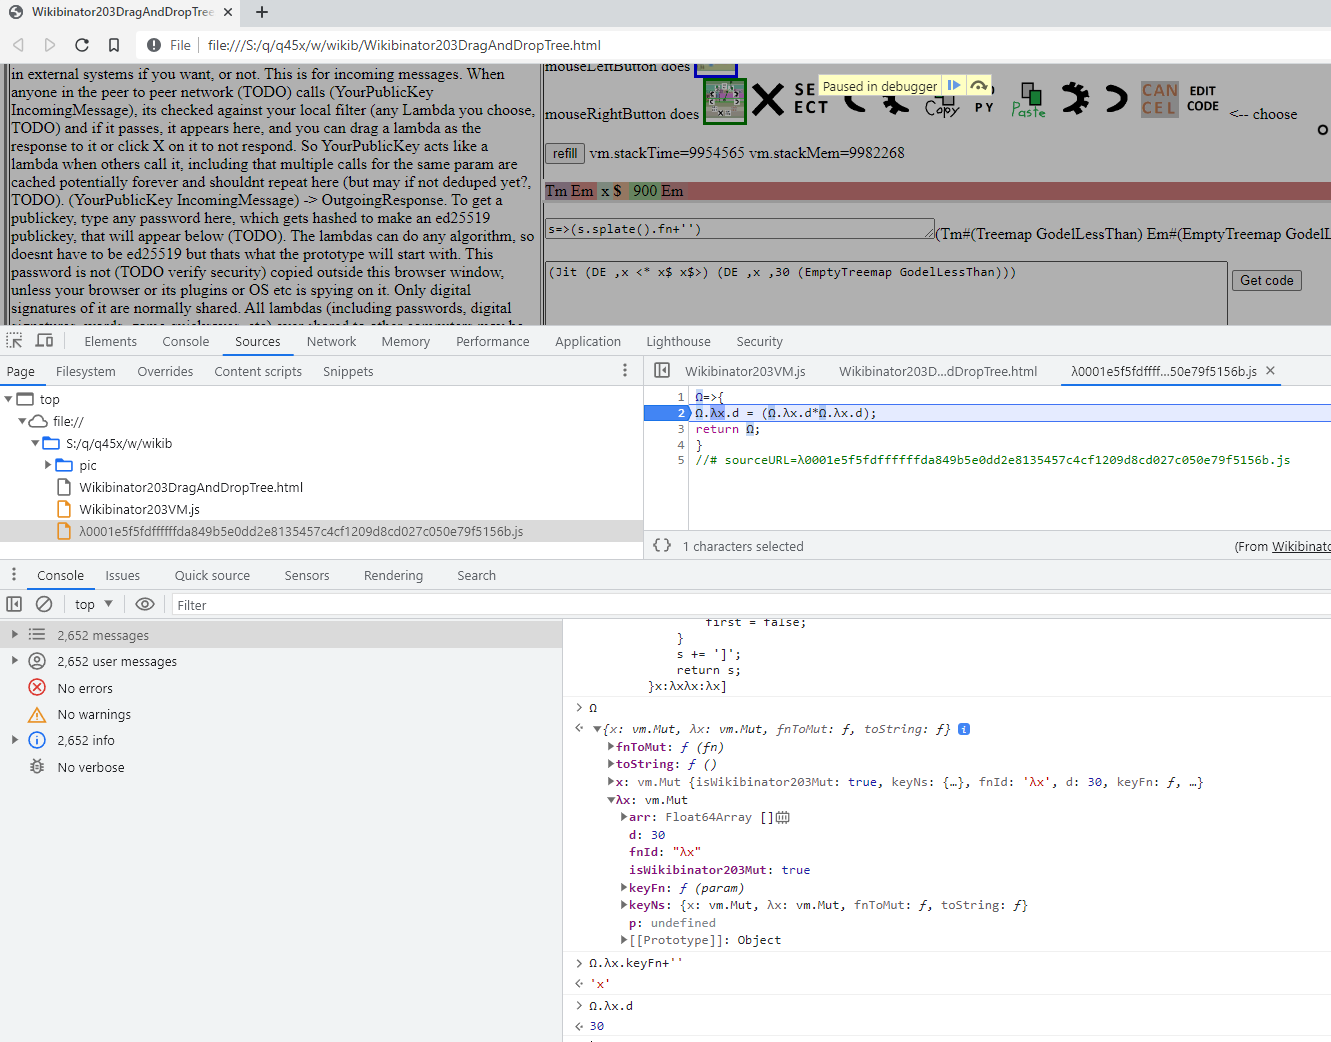 Wikibinator203DragAndDropTree
File file:///S:/q/q45x/w/wikib/Wikibinator203DragAndDropTree.html
in external systems if you want, or not. This is for incoming messages. When
anyone in the peer to peer network (TODO) calls (YourPublicKey
IncomingMessage), its checked against your local filter (any Lambda you choose,
TODO) and if it passes, it appears here, and you can drag a lambda as the
response to it or click X on it to not respond. So YourPublicKey acts like a
lambda when others call it, including that multiple calls for the same param are
cached potentially forever and shouldnt repeat here (but may if not deduped yet?,
TODO). (YourPublicKey IncomingMessage) -> OutgoingResponse. To get a
publickey, type any password here, which gets hashed to make an ed25519
publickey, that will appear below (TODO). The lambdas can do any algorithm, so
doesnt have to be ed25519 but thats what the prototype will start with. This
password is not (TODO verify security) copied outside this browser window,
unless your browser or its plugins or OS etc is spying on it. Only digital
signatures of it are normally shared. All lambdas (including passwords, digital
mouseLeftButton does
Paused in debugger
mouseRightButton does
SE
ECT
Copy
P Y
Paste
CAN
CEL
EDIT
CODE
<-- choose
refill vm.stackTime=9954565 vm.stackMem=9982268
Tm Em x $ 900 Em
s=>(s.splate().fn+'') (Tm#(Treemap GodelLessThan) Em#(EmptyTreemap GodelL
(Jit (DE ,x <* x$ x$>) (DE ,x ,30 (EmptyTreemap GodelLessThan)))
Get code
Elements Console Sources Network Memory Performance Application Lighthouse Security
Page Filesystem Overrides Content scripts Snippets
top
file://
S:/q/q45x/w/wikib
pic
Wikibinator203DragAndDropTree.html
Wikibinator203VM.js
λ0001e5f5fdffffffda849b5e0dd2e8135457c4cf1209d8cd027c050e79f5156b.js
Wikibinator203VM.js Wikibinator203D...dDropTree.html λ0001e5f5fdffff...50e79f5156b.js
1 Ω=>{
2 Ω.λx.d = (Ω.λx.d*Ω.λx.d);
3 return Ω;
4 }
5 //# sourceURL=λ0001e5f5fdffffffda849b5e0dd2e8135457c4cf1209d8cd027c050e79f5156b.js
{} 1 characters selected (From Wikibinato
Console Issues Quick source Sensors Rendering Search
top Filter
2,652 messages
2,652 user messages
No errors
No warnings
2,652 info
No verbose
first = false;
}
s += ']';
return s;
}x:λxλx:λx]
Ω
{x: vm.Mut, λx: vm.Mut, fnToMut: ƒ, toString: ƒ}
fnToMut: ƒ (fn)
toString: ƒ ()
x: vm.Mut {isWikibinator203Mut: true, keyNs: {…}, fnId: 'λx', d: 30, keyFn: ƒ, …}
λx: vm.Mut
arr: Float64Array []
d: 30
fnId: "λx"
isWikibinator203Mut: true
keyFn: ƒ (param)
keyNs: {x: vm.Mut, λx: vm.Mut, fnToMut: ƒ, toString: ƒ}
p: undefined
[[Prototype]]: Object
Ω.λx.keyFn+''
'x'
Ω.λx.d
30